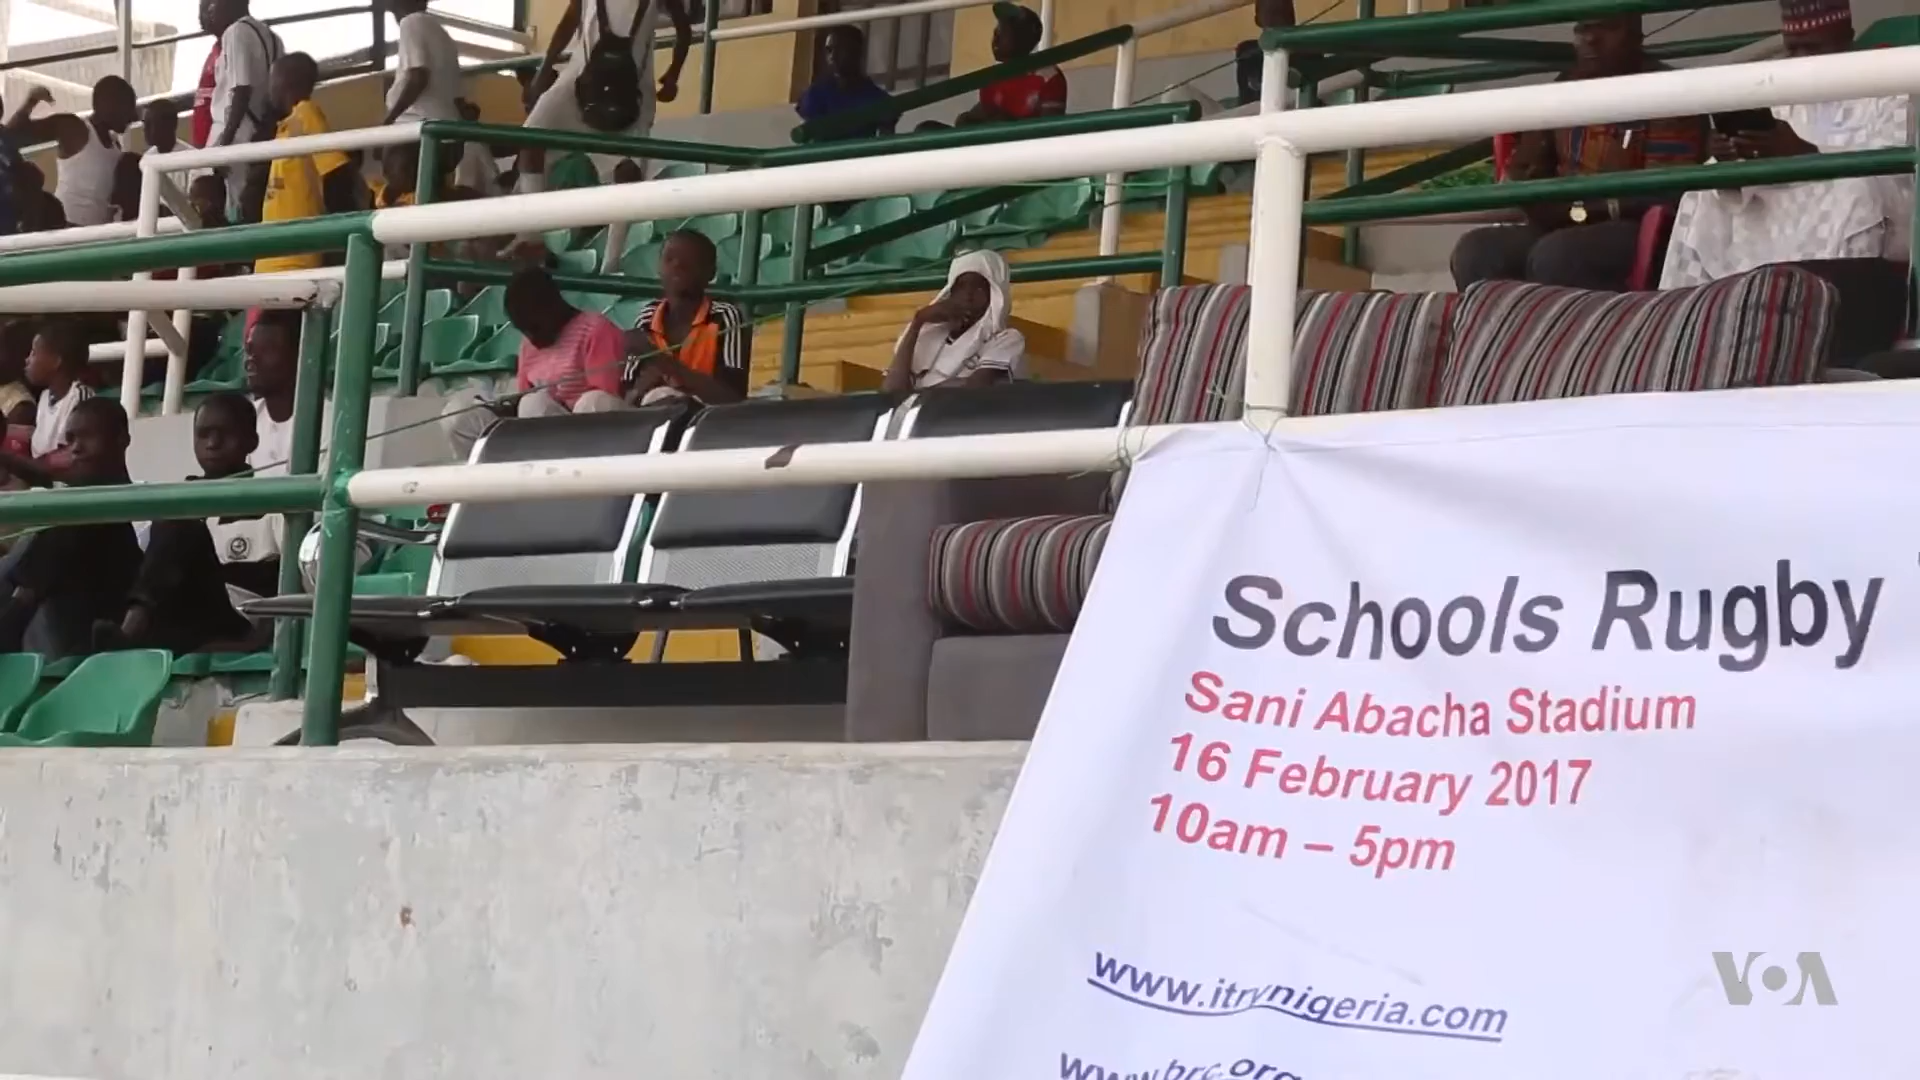 Schools Rugby
Sani Abacha Stadium
16 February 2017
10am – 5pm
www.itrynigeria.com
VOA